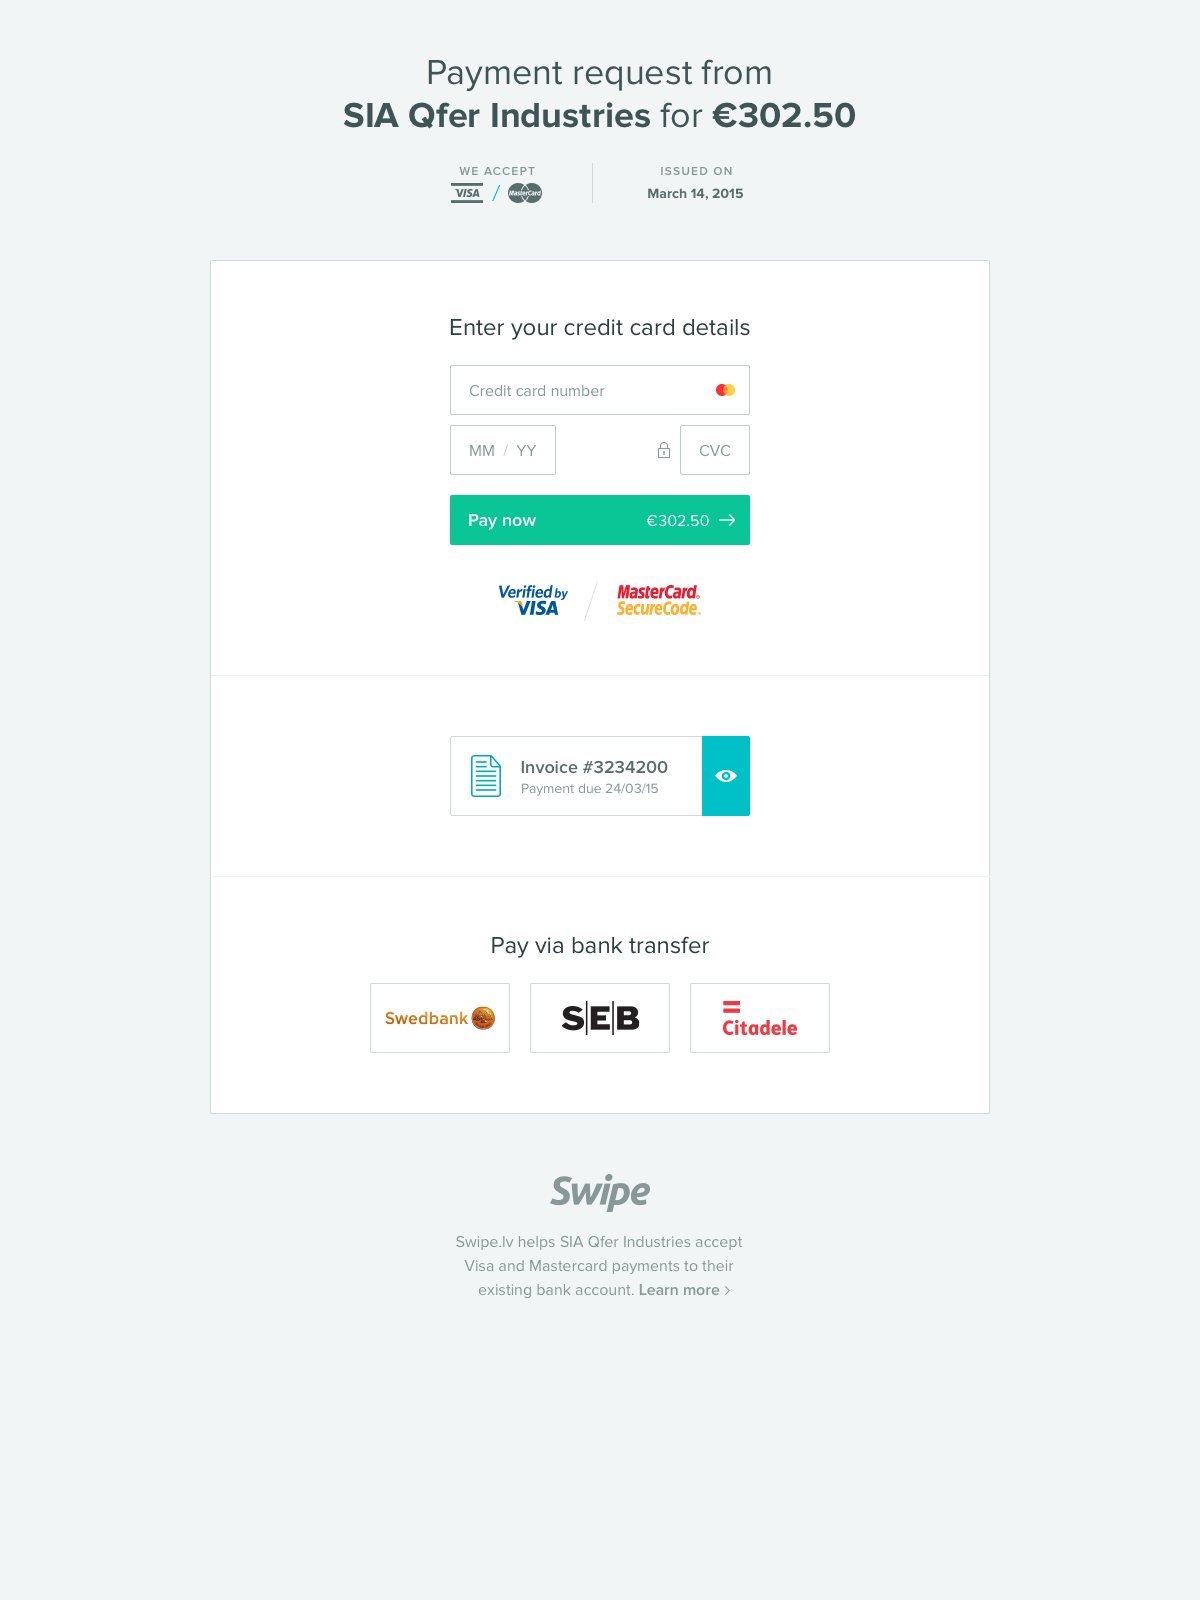 Payment request from
SIA Qfer Industries for €302.50
WE ACCEPT
ISSUED ON
VISA / MasterCard
March 14, 2015
Enter your credit card details
Credit card number
MM / YY
CVC
Pay now €302.50
Verified by
VISA
MasterCard.
SecureCode.
Invoice #3234200
Payment due 24/03/15
Pay via bank transfer
Swedbank
S|E|B
Citadele
Swipe
Swipe.lv helps SIA Qfer Industries accept
Visa and Mastercard payments to their
existing bank account. Learn more >